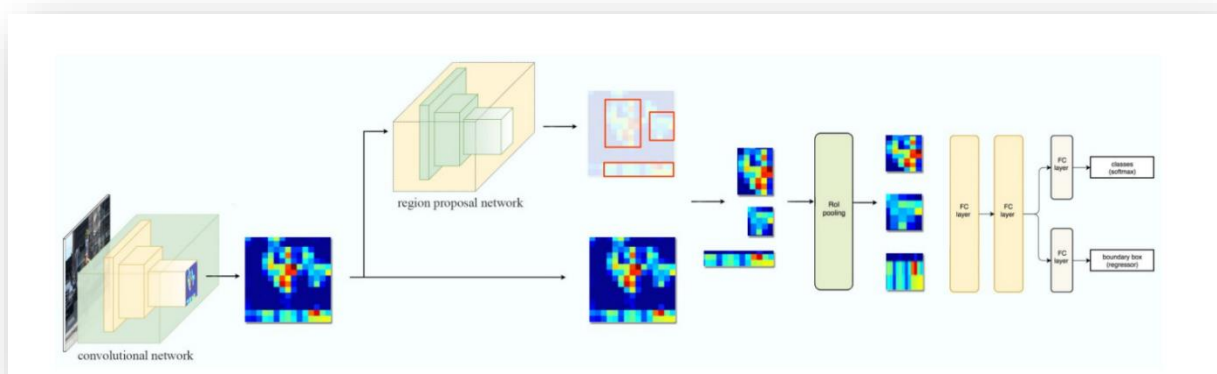 region proposal network
convolutional network
RoI
pooling
FC
layer
FC
layer
FC
layer
classes
(softmax)
FC
layer
boundary box
(regressor)